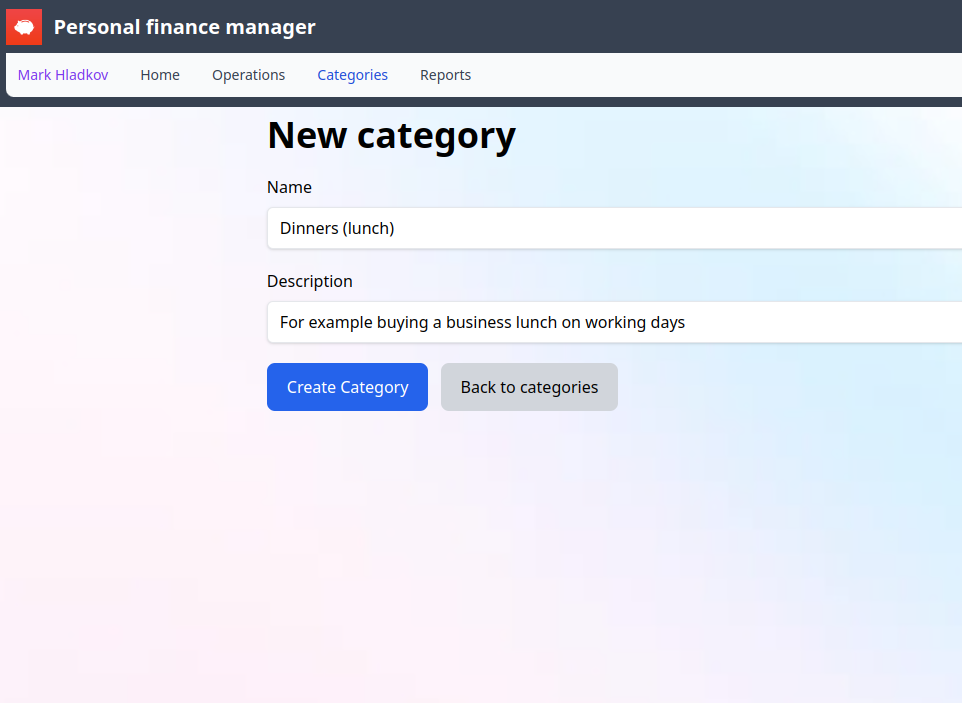 Personal finance manager
Mark Hladkov Home Operations Categories Reports
New category
Name
Dinners (lunch)
Description
For example buying a business lunch on working days
Create Category Back to categories